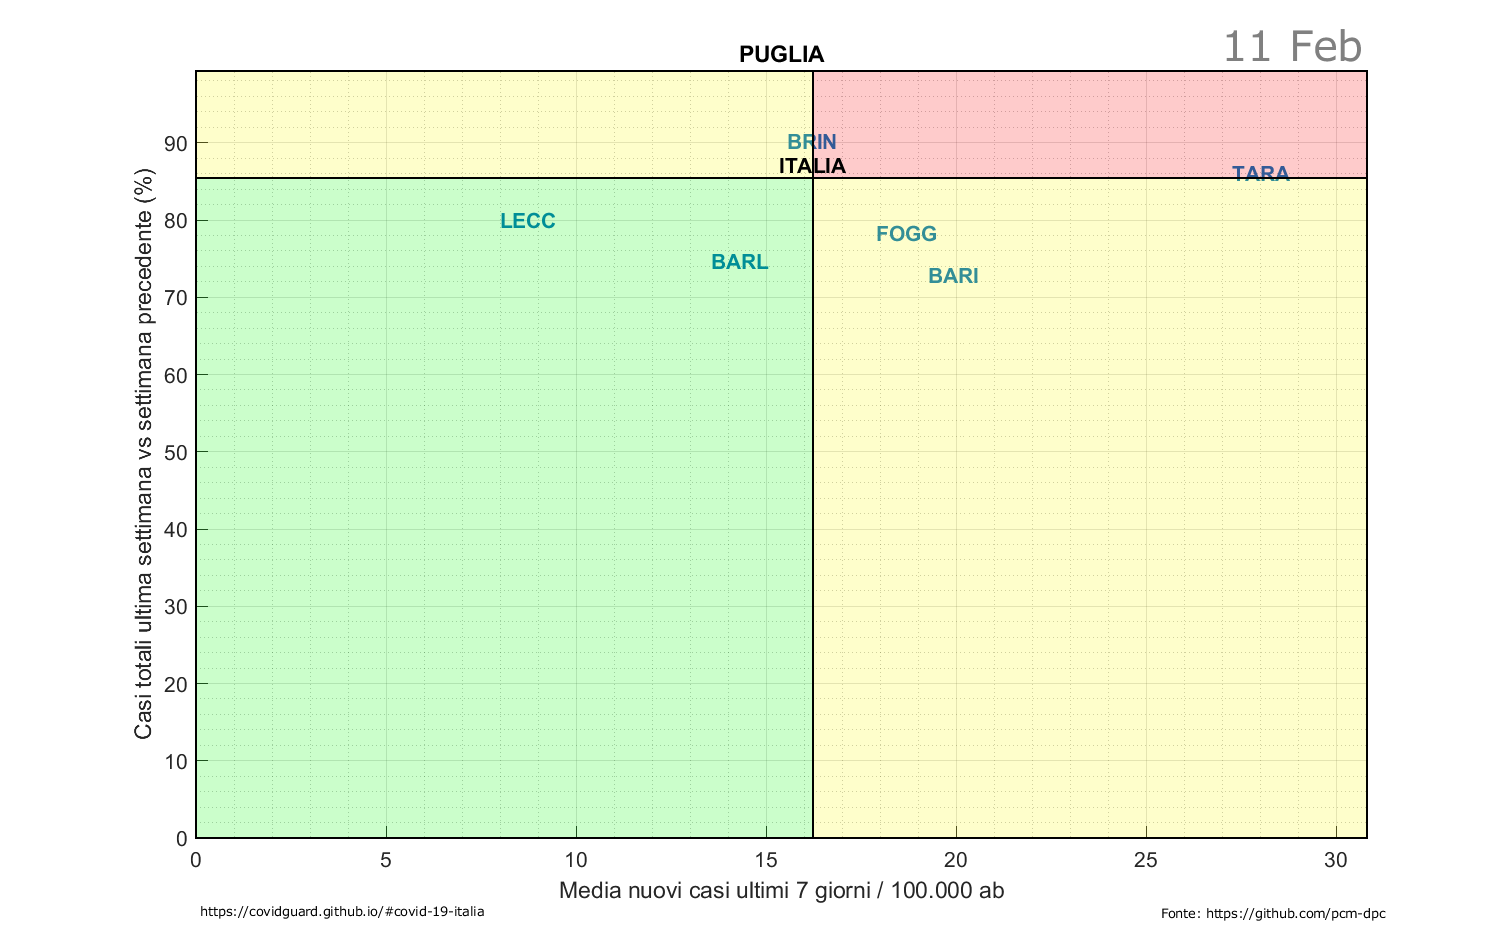 11 Feb
PUGLIA
BRIN
ITALIA
TARA
LECC
FOGG
BARL
BARI
Casi totali ultima settimana vs settimana precedente (%)
90
80
70
60
50
40
30
20
10
0
0 5 10 15 20 25 30
Media nuovi casi ultimi 7 giorni / 100.000 ab
https://covidguard.github.io/#covid-19-italia
Fonte: https://github.com/pcm-dpc